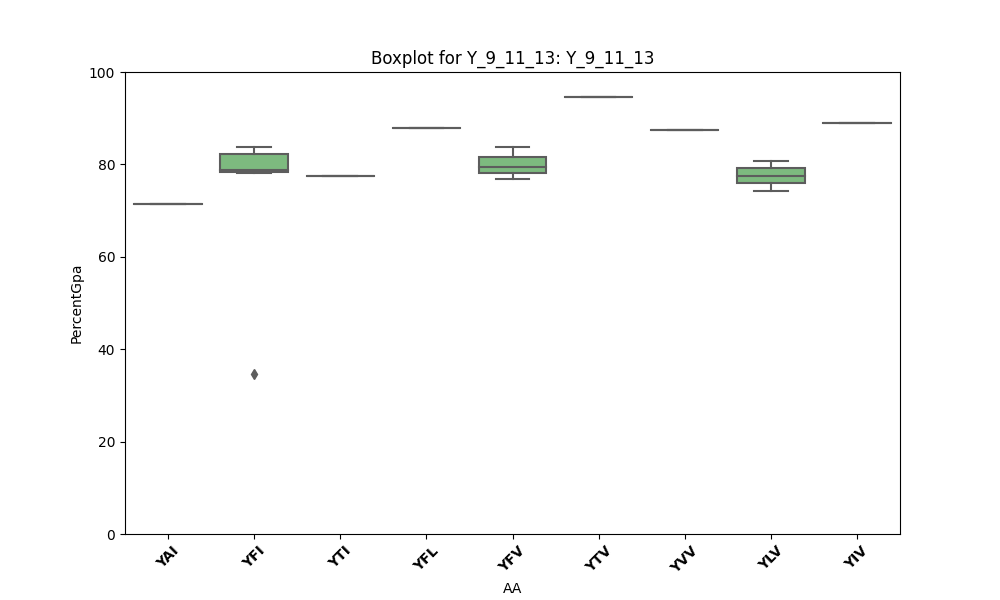 Boxplot for Y_9_11_13: Y_9_11_13
100
80
60
40
20
0
PercentGpa
YAI YFI YTI YFL YFV YTV YVV YLV YIV
AA